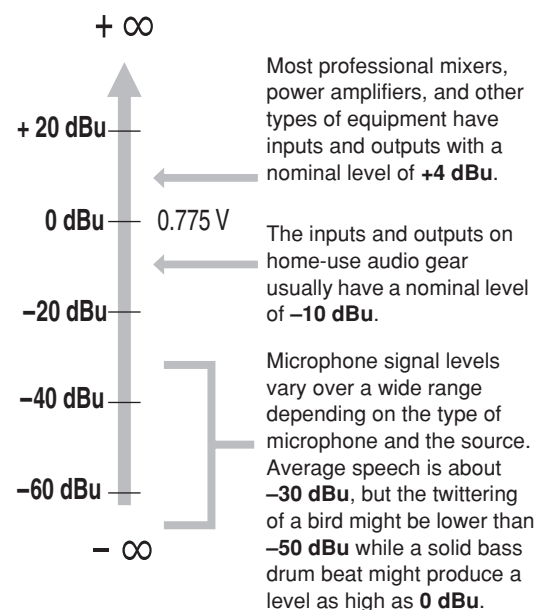 + ∞
+ 20 dBu
0 dBu
0.775 V
–20 dBu
–40 dBu
–60 dBu
– ∞
Most professional mixers,
power amplifiers, and other
types of equipment have
inputs and outputs with a
nominal level of +4 dBu.
The inputs and outputs on
home-use audio gear
usually have a nominal level
of –10 dBu.
Microphone signal levels
vary over a wide range
depending on the type of
microphone and the source.
Average speech is about
–30 dBu, but the twittering
of a bird might be lower than
–50 dBu while a solid bass
drum beat might produce a
level as high as 0 dBu.